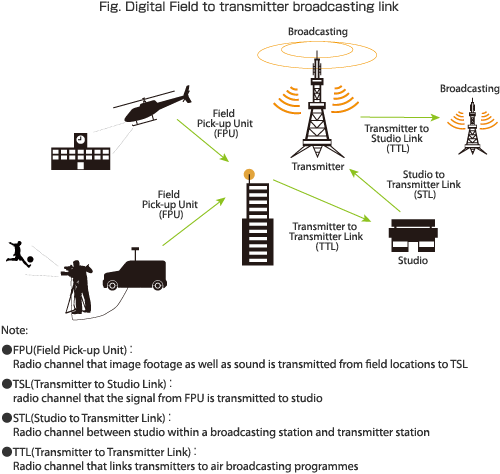 Fig. Digital Field to transmitter broadcasting link
Broadcasting
Broadcasting
Field
Pick-up Unit
(FPU)
Transmitter to
Studio Link
(TTL)
Transmitter
Studio to
Transmitter Link
(STL)
Field
Pick-up Unit
(FPU)
Transmitter to
Transmitter Link
(TTL)
Studio
Note:
●FPU(Field Pick-up Unit):
Radio channel that image footage as well as sound is transmitted from field locations to TSL
●TSL(Transmitter to Studio Link):
radio channel that the signal from FPU is transmitted to studio
●STL(Studio to Transmitter Link):
Radio channel between studio within a broadcasting station and transmitter station
●TTL(Transmitter to Transmitter Link):
Radio channel that links transmitters to air broadcasting programmes